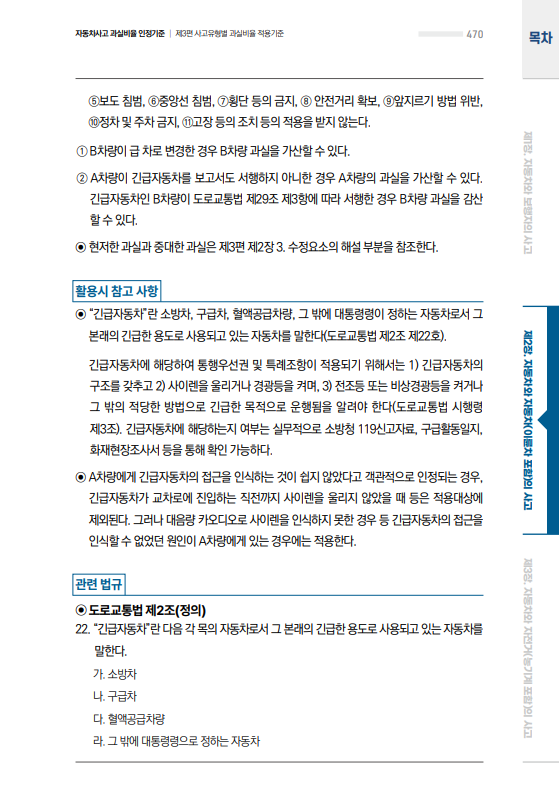 자동차사고 과실비율 인정기준 | 제3편 사고유형별 과실비율 적용기준
470
목차
⑤보도 침범, ⑥중앙선 침범, ⑦횡단 등의 금지, ⑧ 안전거리 확보, ⑨앞지르기 방법 위반,
⑩정차 및 주차 금지, ⑪고장 등의 조치 등의 적용을 받지 않는다.
① B차량이 급 차로 변경한 경우 B차량 과실을 가산할 수 있다.
② A차량이 긴급자동차를 보고서도 서행하지 아니한 경우 A차량의 과실을 가산할 수 있다.
긴급자동차인 B차량이 도로교통법 제29조 제3항에 따라 서행한 경우 B차량 과실을 감산
할 수 있다.
◉ 현저한 과실과 중대한 과실은 제3편 제2장 3. 수정요소의 해설 부분을 참조한다.
활용시 참고 사항
◉ “긴급자동차”란 소방차, 구급차, 혈액공급차량, 그 밖에 대통령령이 정하는 자동차로서 그
본래의 긴급한 용도로 사용되고 있는 자동차를 말한다(도로교통법 제2조 제22호).
긴급자동차에 해당하여 통행우선권 및 특례조항이 적용되기 위해서는 1) 긴급자동차의
구조를 갖추고 2) 사이렌을 울리거나 경광등을 켜며, 3) 전조등 또는 비상경광등을 켜거나
그 밖의 적당한 방법으로 긴급한 목적으로 운행됨을 알려야 한다(도로교통법 시행령
제3조). 긴급자동차에 해당하는지 여부는 실무적으로 소방청 119신고자료, 구급활동일지,
화재현장조사서 등을 통해 확인 가능하다.
◉ A차량에게 긴급자동차의 접근을 인식하는 것이 쉽지 않았다고 객관적으로 인정되는 경우,
긴급자동차가 교차로에 진입하는 직전까지 사이렌을 울리지 않았을 때 등은 적용대상에
제외된다. 그러나 대음량 카오디오로 사이렌을 인식하지 못한 경우 등 긴급자동차의 접근을
인식할 수 없었던 원인이 A차량에게 있는 경우에는 적용한다.
관련 법규
◉ 도로교통법 제2조(정의)
22. “긴급자동차”란 다음 각 목의 자동차로서 그 본래의 긴급한 용도로 사용되고 있는 자동차를
말한다.
가. 소방차
나. 구급차
다. 혈액공급차량
라. 그 밖에 대통령령으로 정하는 자동차
제1장. 자동차와 보행자의 사고
제2장. 자동차와 자동차(이륜차 포함)의 사고
제3장. 자동차와 자전거(농기계 포함)의 사고